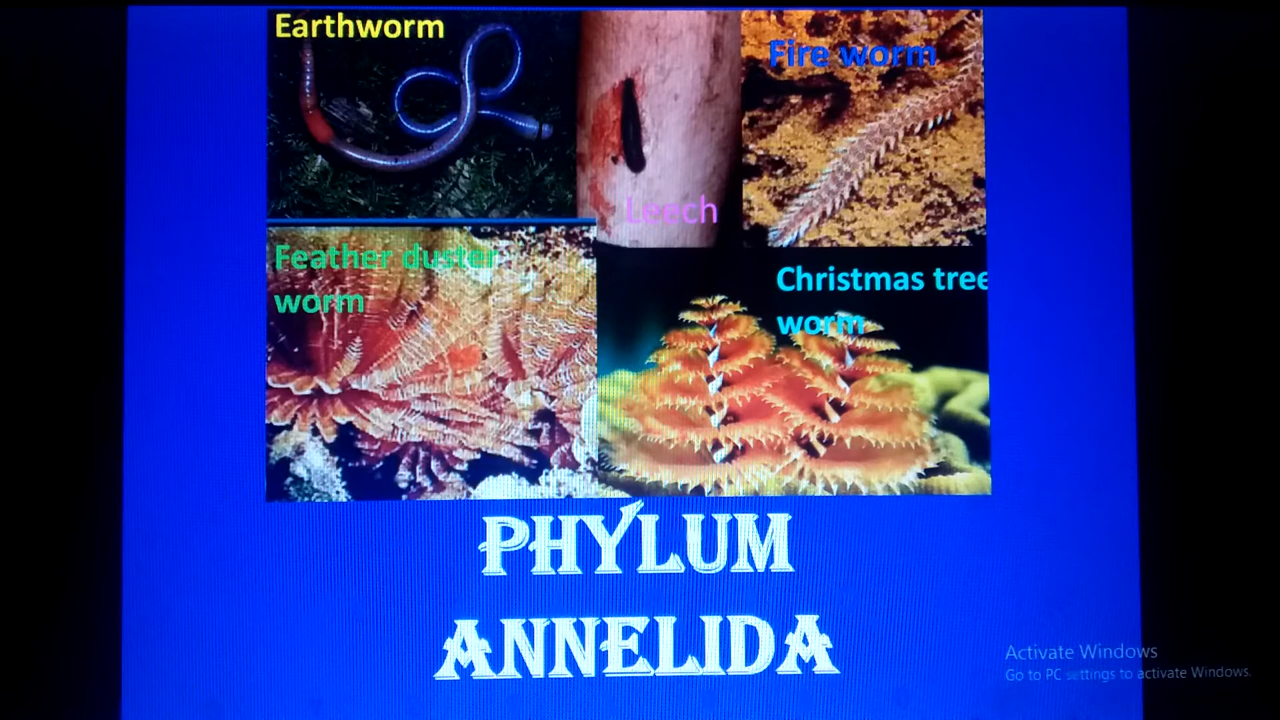 Earthworm
Fire worm
Leech
Feather duster
worm
Christmas tree
worm
PHYLUM
ANNELIDA
Activate Windows
Go to PC settings to activate Windows.